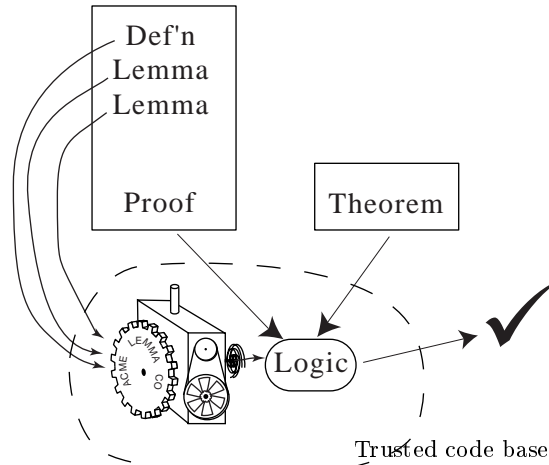 Def'n
Lemma
Lemma
Proof
Theorem
ACME LEMMA CO
Logic
Trusted code base